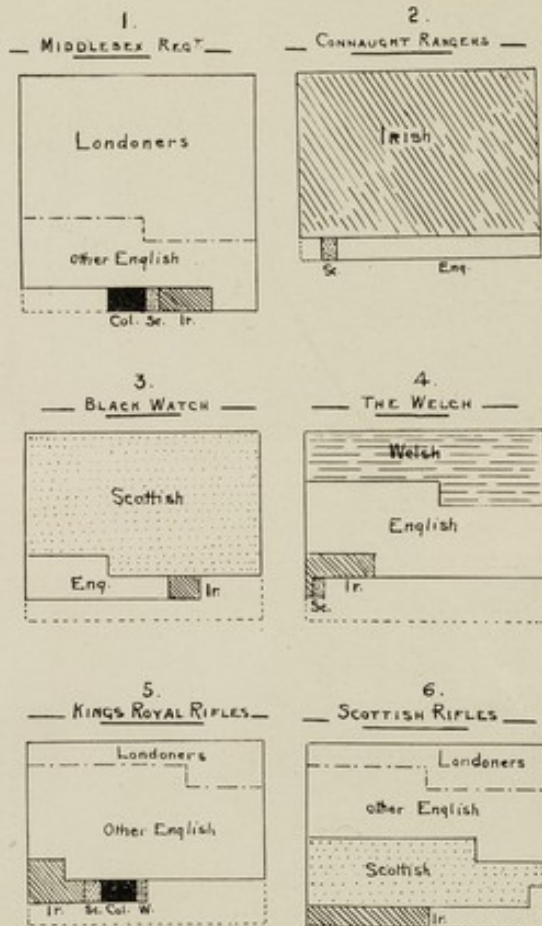 1.
MIDDLESEX REGT
Londoners
Other English
Col. Sc. Ir.
2.
CONNAUGHT RANGERS
IRISH
Sc. Eng.
3.
BLACK WATCH
Scottish
Eng.
Ir.
4.
THE WELCH
Welsh
English
Ir.
Sc.
5.
KINGS ROYAL RIFLES
Londoners
Other English
Ir. Sc. Col. W.
6.
SCOTTISH RIFLES
Londoners
other English
Scottish
Ir.